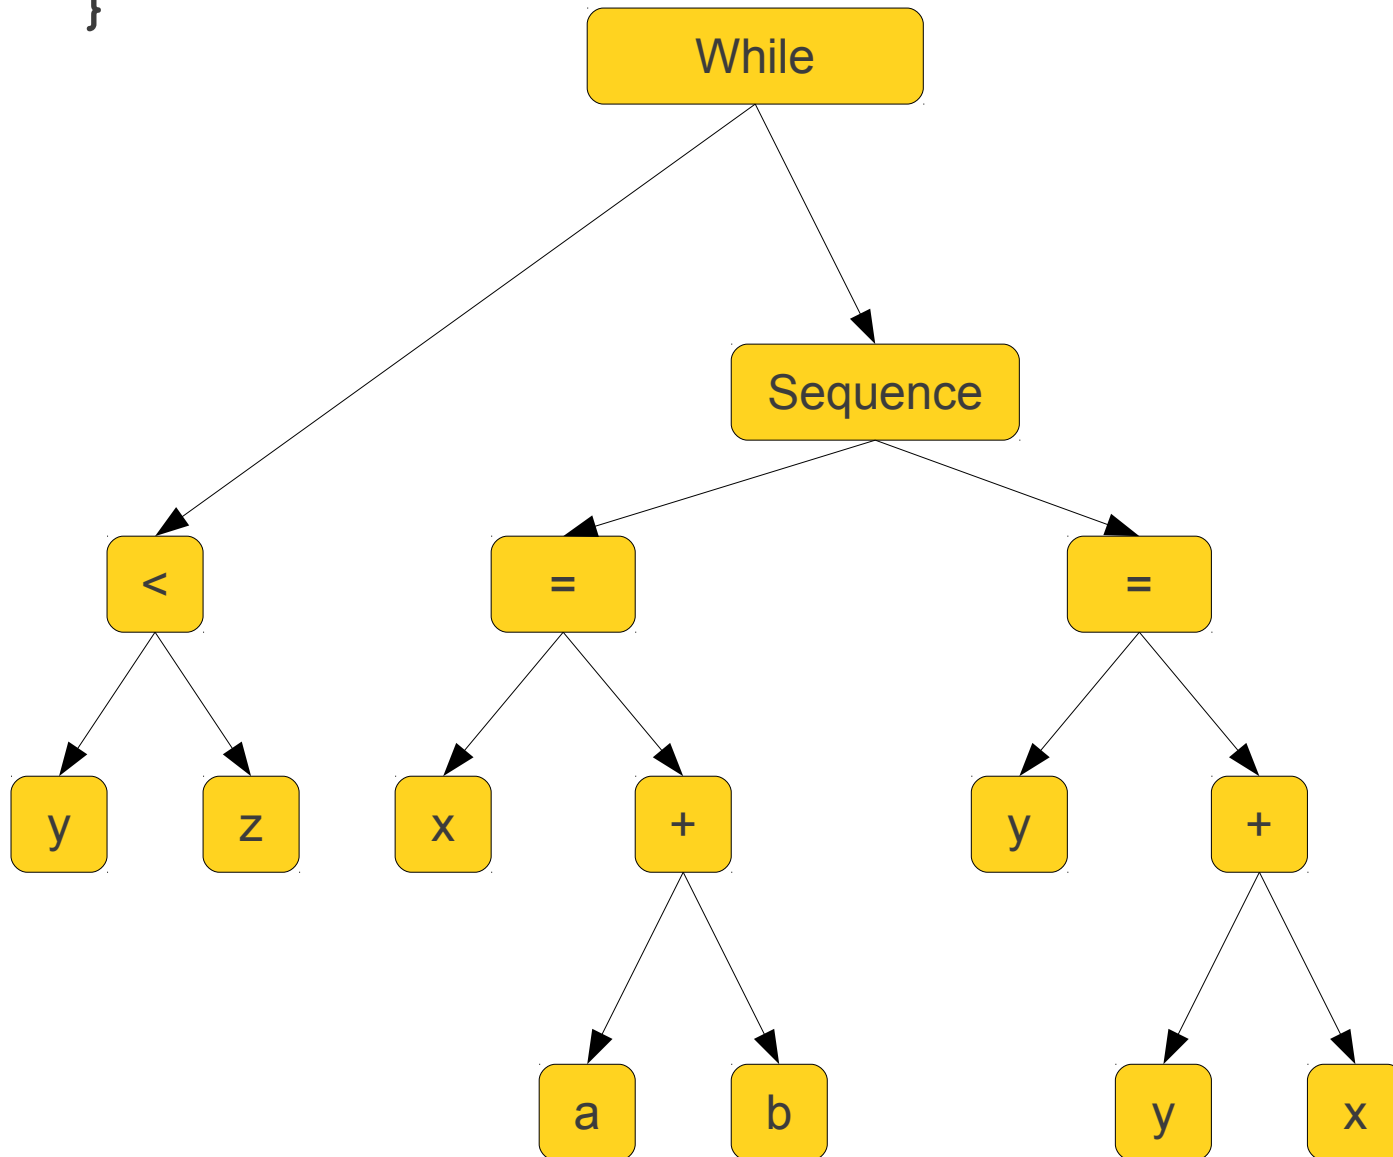 }
While
Sequence
<
=
=
y
z
x
+
y
+
a
b
y
x